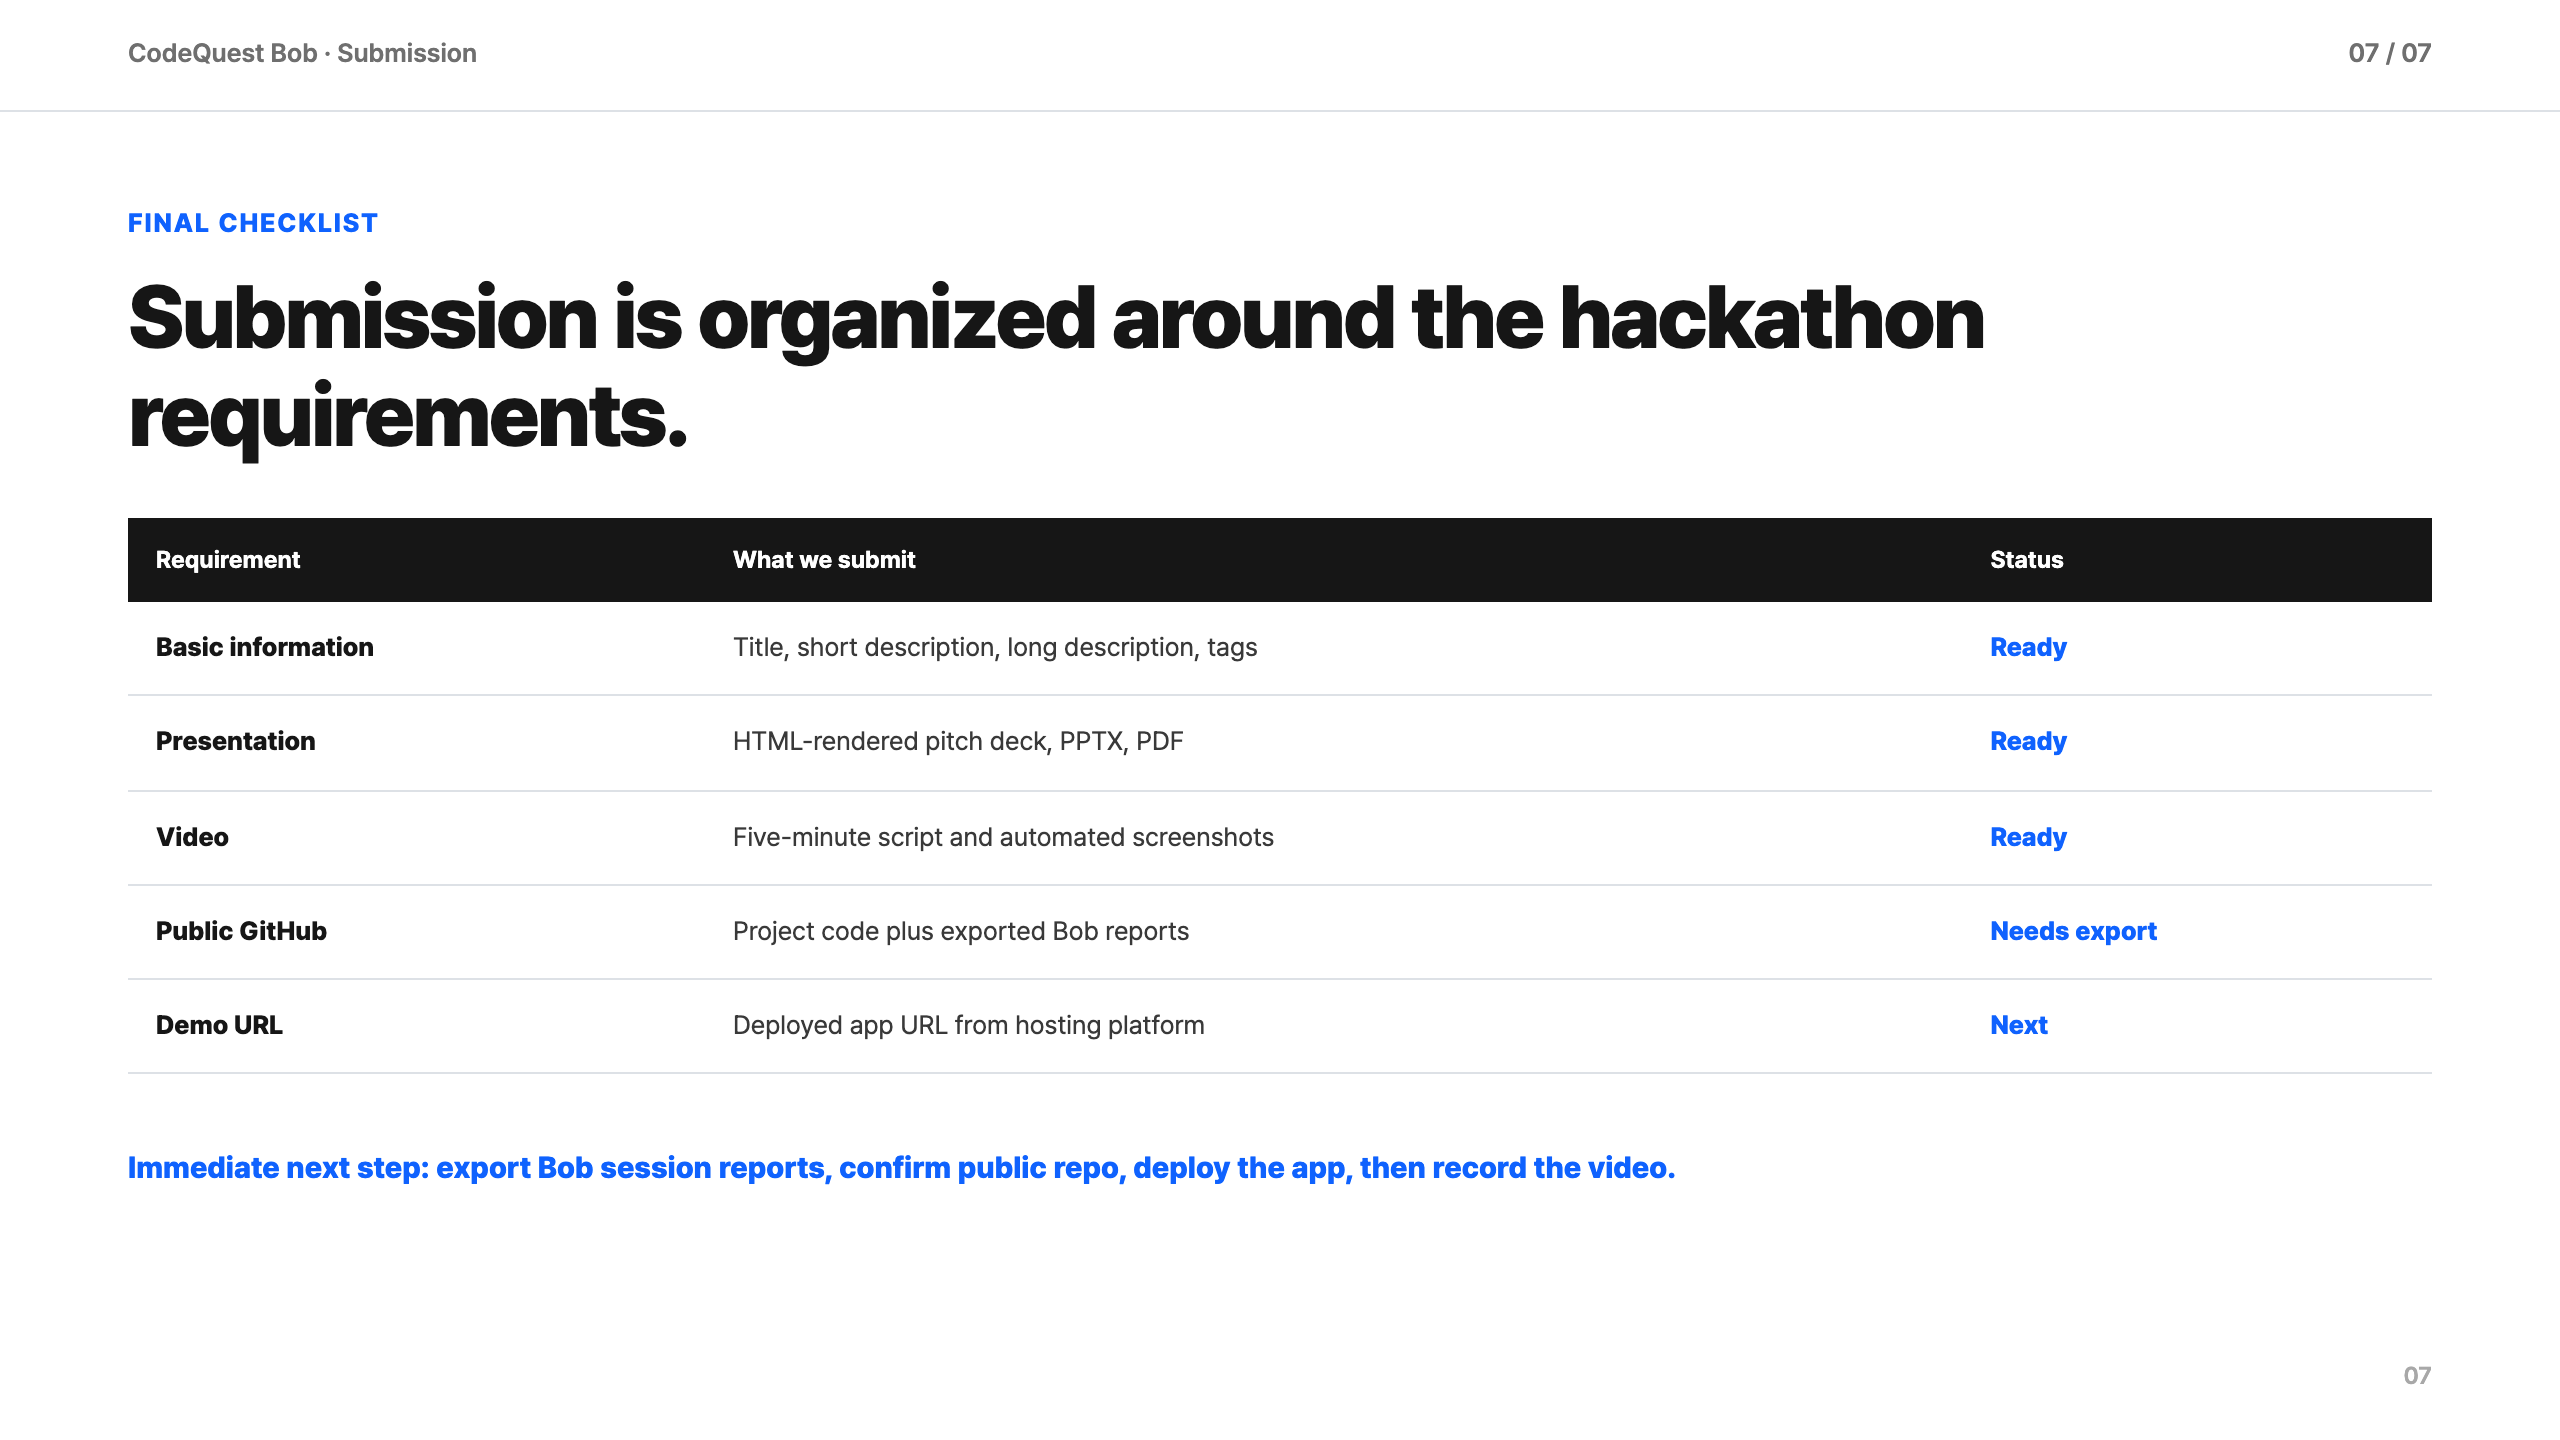 CodeQuest Bob · Submission
07 / 07
FINAL CHECKLIST
Submission is organized around the hackathon
requirements.
Requirement What we submit Status
Basic information Title, short description, long description, tags Ready
Presentation HTML-rendered pitch deck, PPTX, PDF Ready
Video Five-minute script and automated screenshots Ready
Public GitHub Project code plus exported Bob reports Needs export
Demo URL Deployed app URL from hosting platform Next
Immediate next step: export Bob session reports, confirm public repo, deploy the app, then record the video.
07